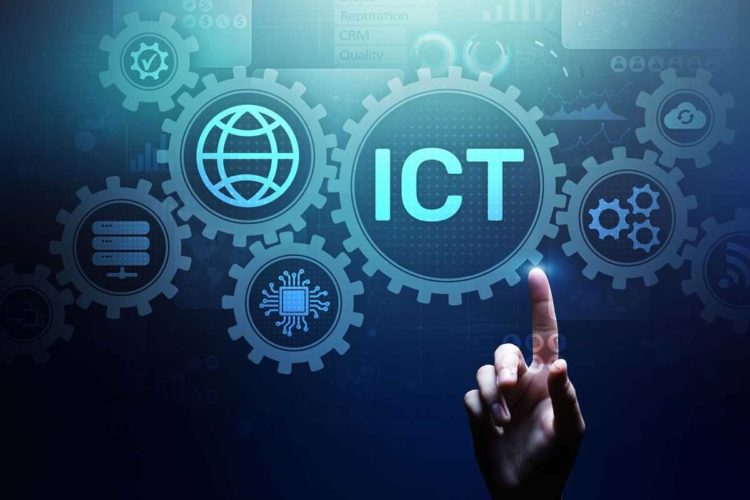 Reputation
CRM
Quality
ICT